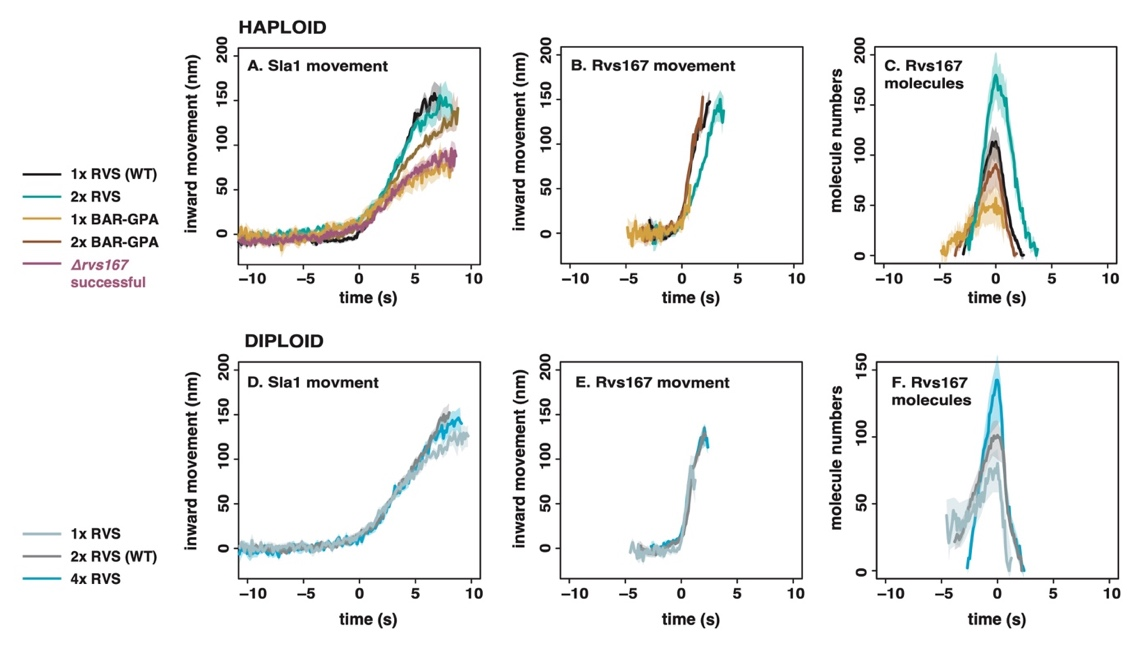 HAPLOID
1x RVS (WT)
2x RVS
1x BAR-GPA
2x BAR-GPA
Δrvs167
successful
A. Sla1 movement
inward movement (nm)
200
150
100
50
0
−10
−5
0
5
10
time (s)
B. Rvs167 movement
inward movement (nm)
200
150
100
50
0
−10
−5
0
5
10
time (s)
C. Rvs167
molecules
molecule numbers
200
150
100
50
0
−10
−5
0
5
10
time (s)
DIPLOID
1x RVS
2x RVS (WT)
4x RVS
D. Sla1 movment
inward movement (nm)
200
150
100
50
0
−10
−5
0
5
10
time (s)
E. Rvs167 movment
inward movement (nm)
200
150
100
50
0
−10
−5
0
5
10
time (s)
F. Rvs167
molecules
molecule numbers
150
100
50
0
−10
−5
0
5
10
time (s)